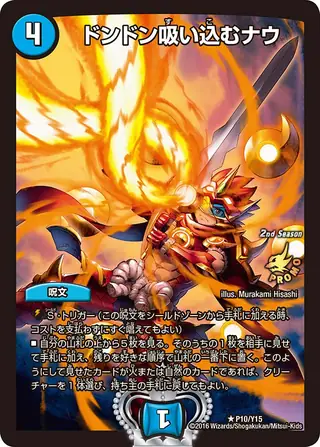 4
ドンドン吸い込むナウ
す
こ
2nd Season
PROMO
illus. Murakami Hisashi
呪文
S・トリガー (この呪文をシールドゾーンから手札に加える時、
コストを支払わずにすぐ唱えてもよい)
■自分の山札の上から5枚を見る。そのうちの1枚を相手に見せ
て手札に加え、残りを好きな順序で山札の一番下に置く。このよ
うにして見せたカードが火または自然のカードであれば、クリー
チャーを1体選び、持ち主の手札に戻してもよい。
1
★P10/Y15
©2016 Wizards/Shogakukan/Mitsui-Kids